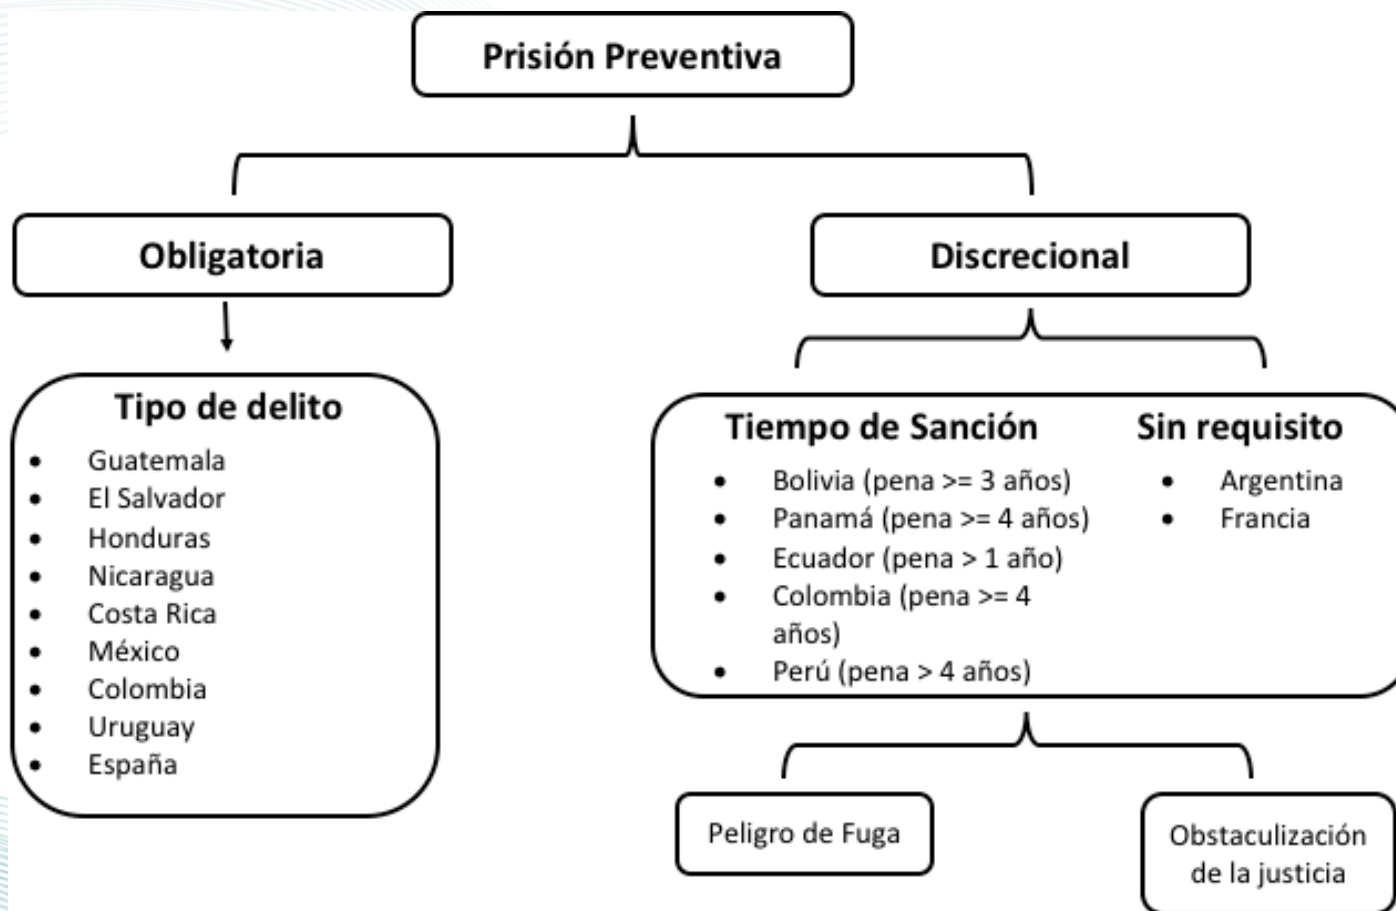 Prisión Preventiva
Obligatoria
Discrecional
Tipo de delito
• Guatemala
• El Salvador
• Honduras
• Nicaragua
• Costa Rica
• México
• Colombia
• Uruguay
• España
Tiempo de Sanción
• Bolivia (pena >= 3 años)
• Panamá (pena >= 4 años)
• Ecuador (pena > 1 año)
• Colombia (pena >= 4
años)
• Perú (pena > 4 años)
Sin requisito
• Argentina
• Francia
Peligro de Fuga
Obstaculización
de la justicia